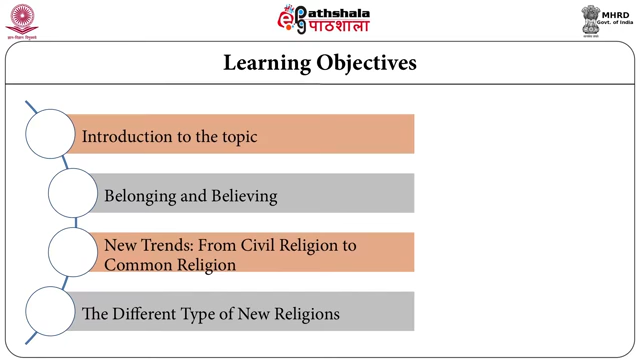 ज्ञान-विज्ञान विमुक्तये
Pathshala
पाठशाला
MHRD
Govt. of India
Learning Objectives
Introduction to the topic
Belonging and Believing
New Trends: From Civil Religion to
Common Religion
The Different Type of New Religions